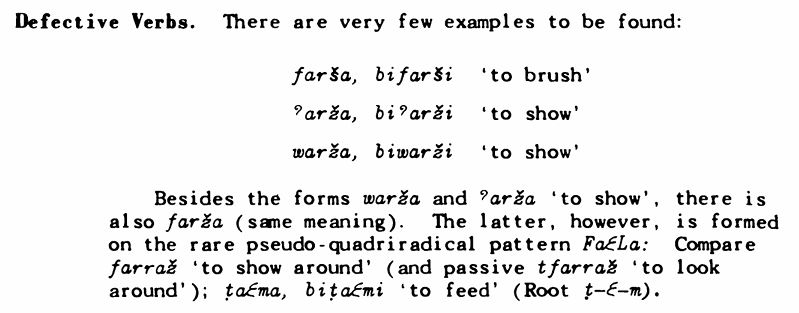 Defective Verbs. There are very few examples to be found:
farša, bifarši 'to brush'
ˀarža, biˀarži 'to show'
warža, biwarži 'to show'
Besides the forms warža and ˀarža 'to show', there is
also farža (same meaning). The latter, however, is formed
on the rare pseudo-quadriradical pattern FaɛLa: Compare
farraž 'to show around' (and passive tfarraž 'to look
around'); ṭaɛma, biṭaɛmi 'to feed' (Root ṭ-ɛ-m).